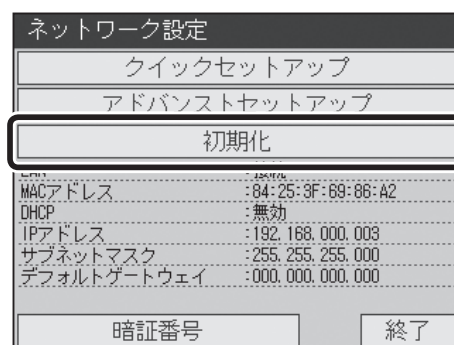 ネットワーク設定
クイックセットアップ
アドバンストセットアップ
初期化
LAN :接続
MACアドレス :84:25:3F:69:86:A2
DHCP :無効
IPアドレス :192.168.000.003
サブネットマスク :255.255.255.000
デフォルトゲートウェイ :000.000.000.000
暗証番号 終了